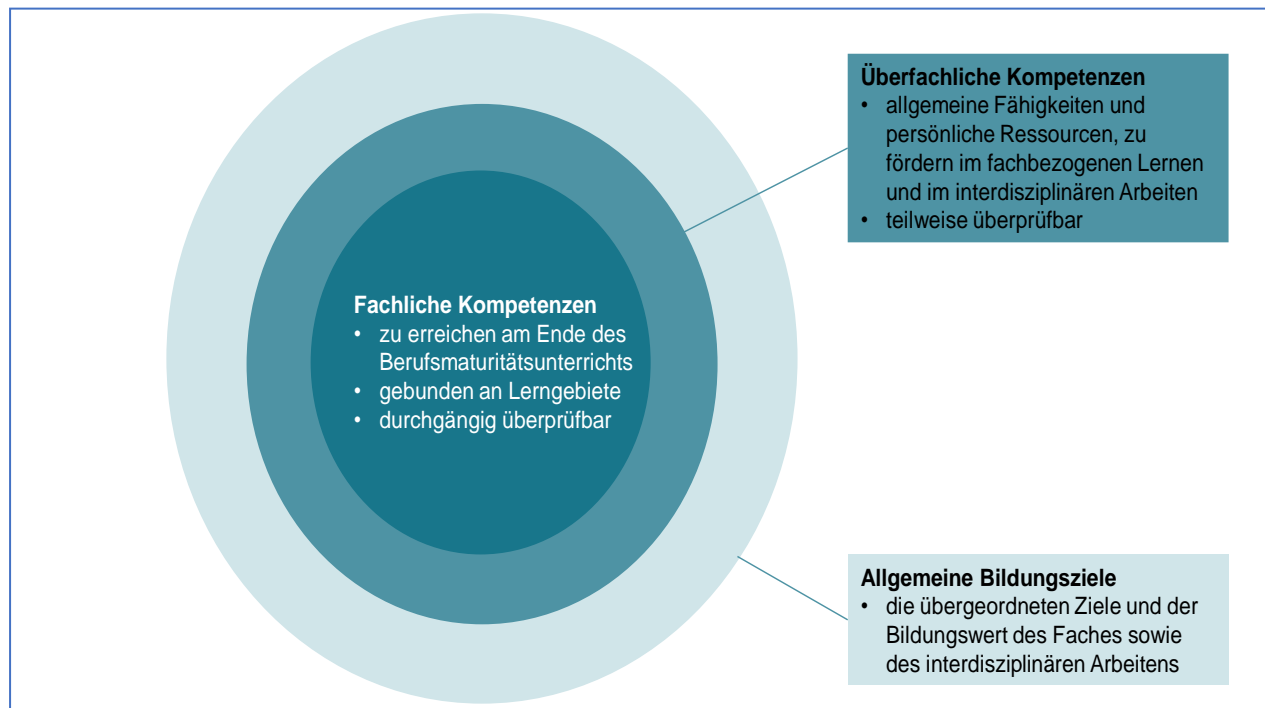 Überfachliche Kompetenzen
• allgemeine Fähigkeiten und
persönliche Ressourcen, zu
fördern im fachbezogenen Lernen
und im interdisziplinären Arbeiten
• teilweise überprüfbar
Fachliche Kompetenzen
• zu erreichen am Ende des
Berufsmaturitätsunterrichts
• gebunden an Lerngebiete
• durchgängig überprüfbar
Allgemeine Bildungsziele
• die übergeordneten Ziele und der
Bildungswert des Faches sowie
des interdisziplinären Arbeitens